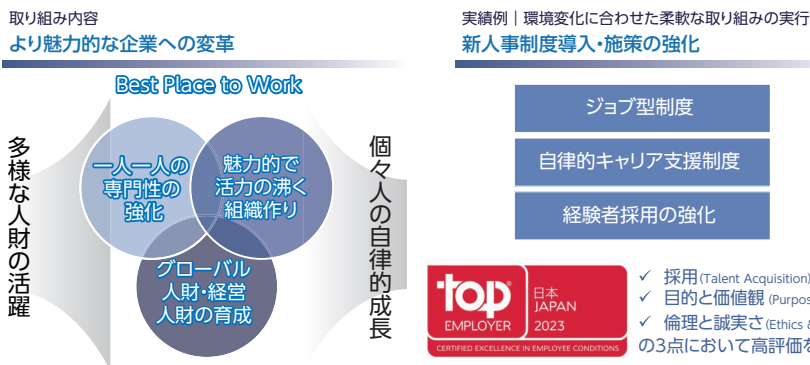 取り組み内容
より魅力的な企業への変革
Best Place to Work
多様な人財の活躍
一人一人の
専門性の
強化
魅力的で
活力の沸く
組織作り
グローバル
人財・経営
人財の育成
個々人の自律的成長
実績例｜環境変化に合わせた柔軟な取り組みの実行
新人事制度導入・施策の強化
ジョブ型制度
自律的キャリア支援制度
経験者採用の強化
top
EMPLOYER
日本
JAPAN
2023
CERTIFIED EXCELLENCE IN EMPLOYEE CONDITIONS
✓ 採用(Talent Acquisition)
✓ 目的と価値観 (Purpos
✓ 倫理と誠実さ(Ethics &
の3点において高評価を